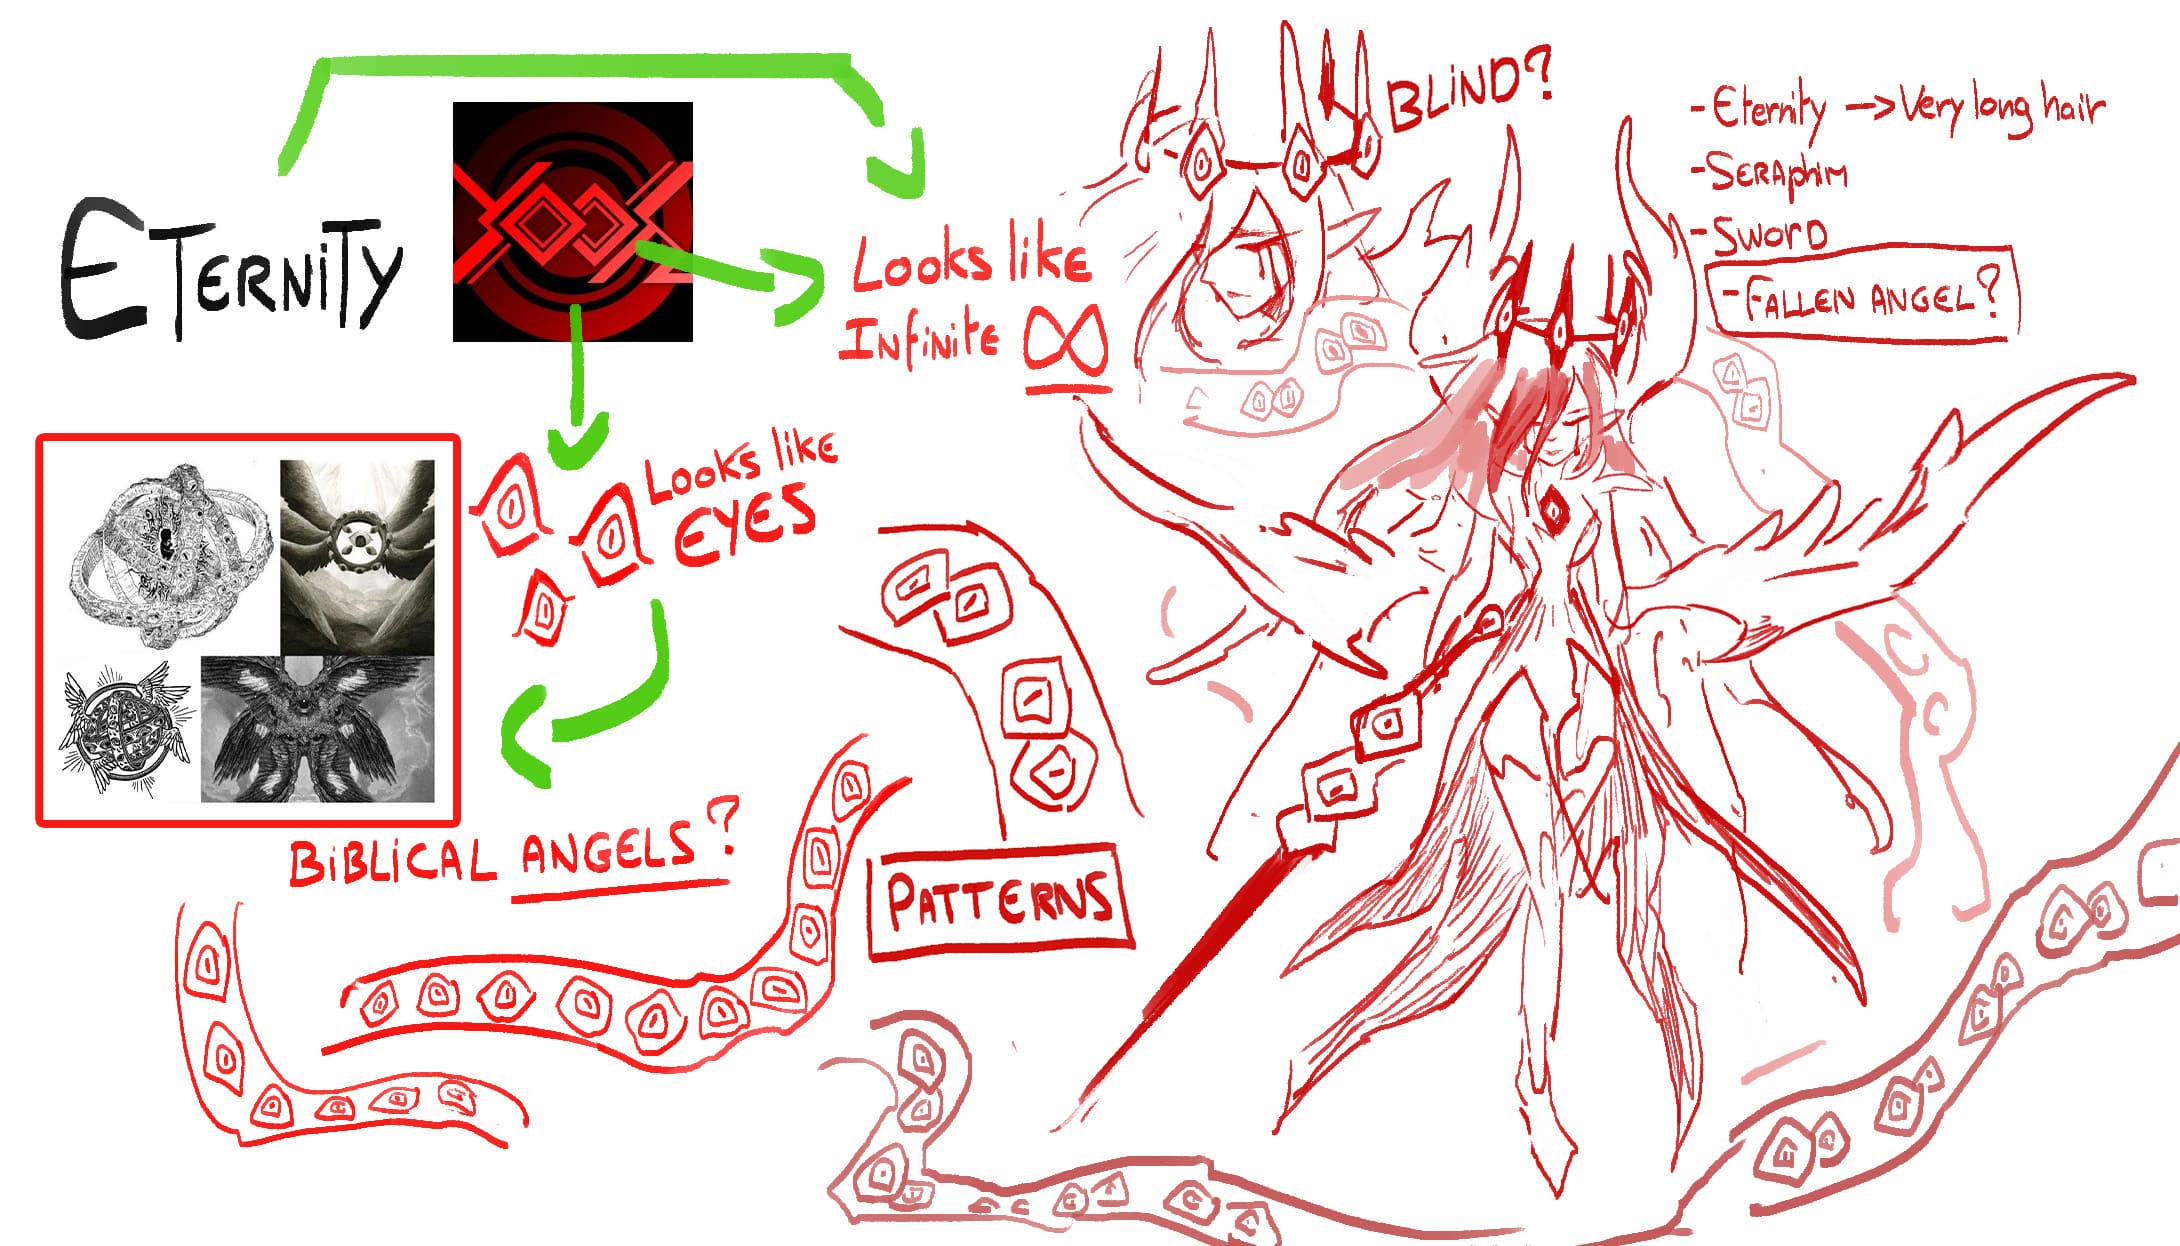 ETERNITY
Looks like
Infinite ∞
Looks like
EYES
BIBLICAL ANGELS?
PATTERNS
BLIND?
- Eternity -> Very long hair
- SERAphim
- SWORD
- FALLEN ANGEL?